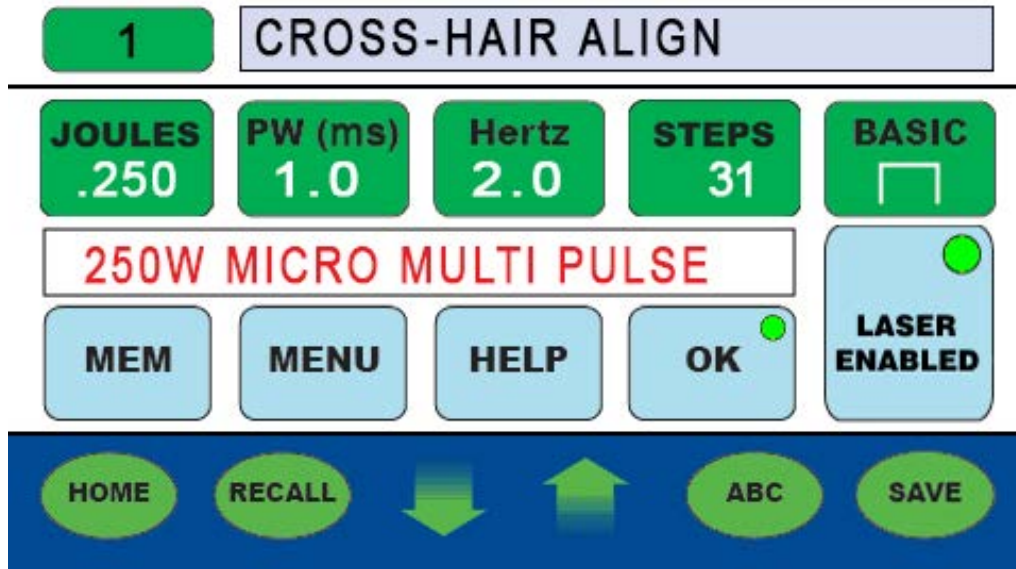 1 CROSS-HAIR ALIGN
JOULES PW (ms) Hertz STEPS BASIC
.250 1.0 2.0 31
250W MICRO MULTI PULSE
LASER
ENABLED
MEM MENU HELP OK
HOME RECALL ABC SAVE